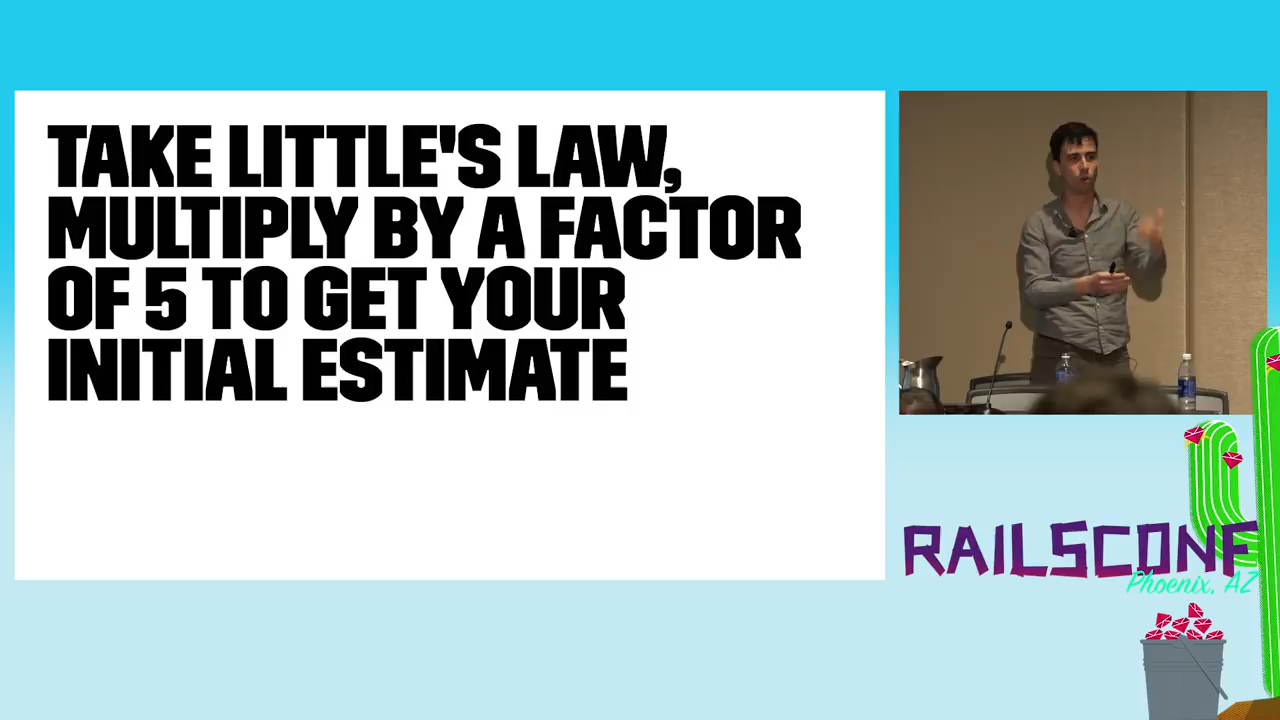 TAKE LITTLE'S LAW,
MULTIPLY BY A FACTOR
OF 5 TO GET YOUR
INITIAL ESTIMATE
RAILSCONF
Phoenix, AZ